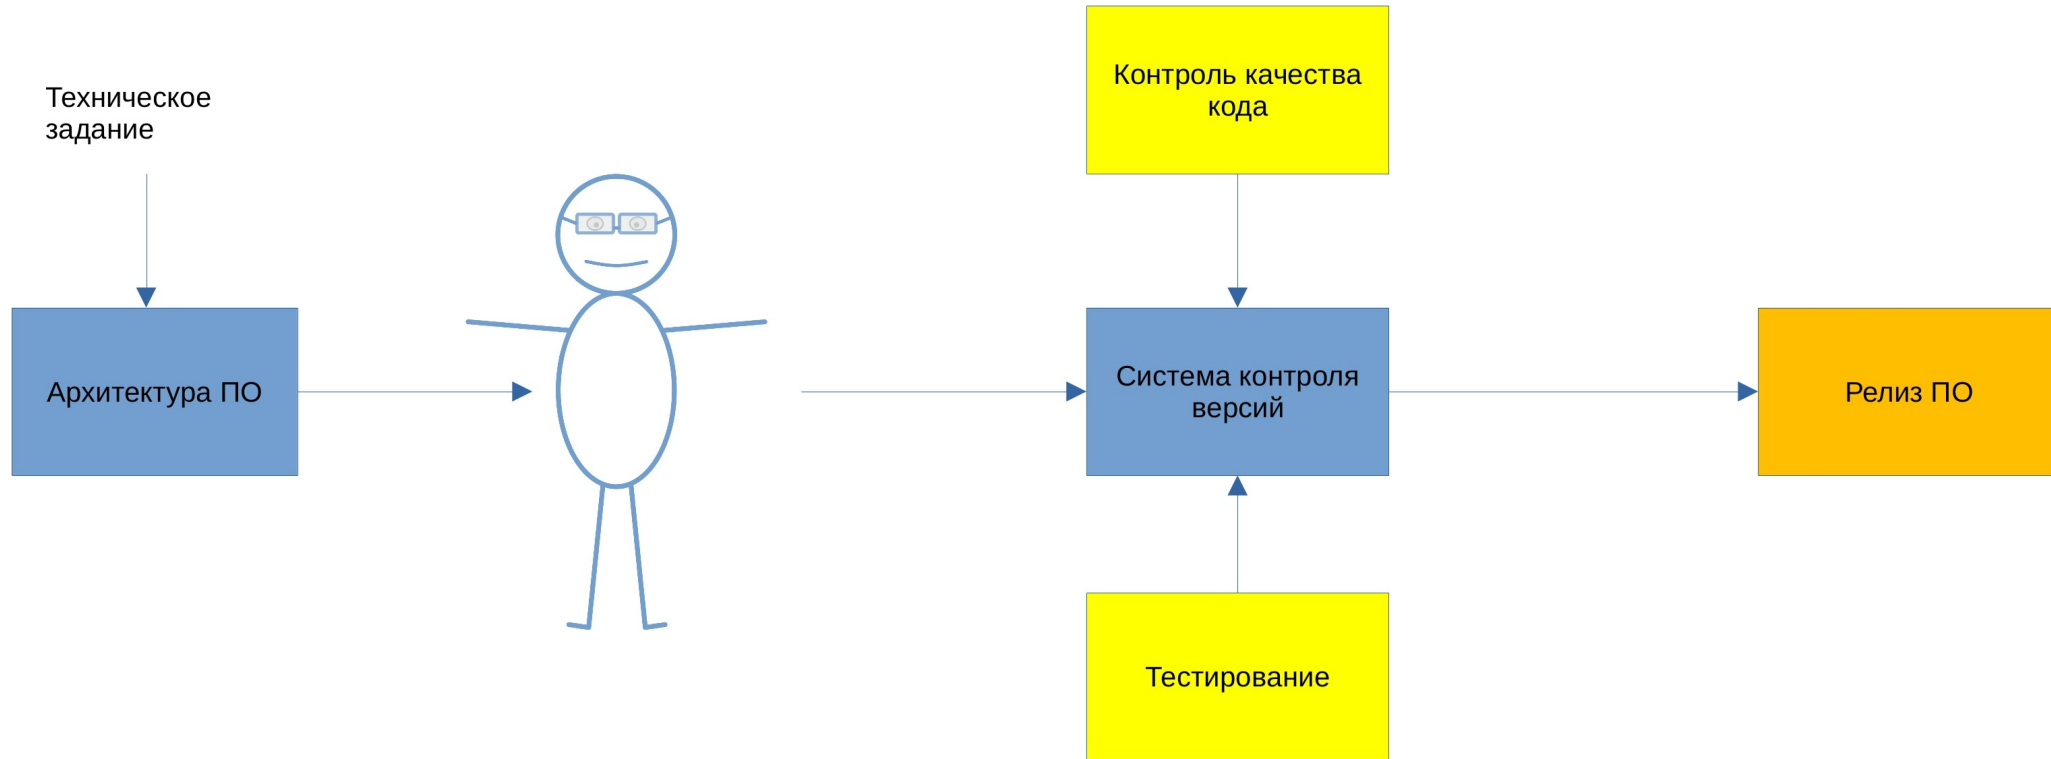 Техническое
задание
Архитектура ПО
Контроль качества
кода
Система контроля
версий
Тестирование
Релиз ПО